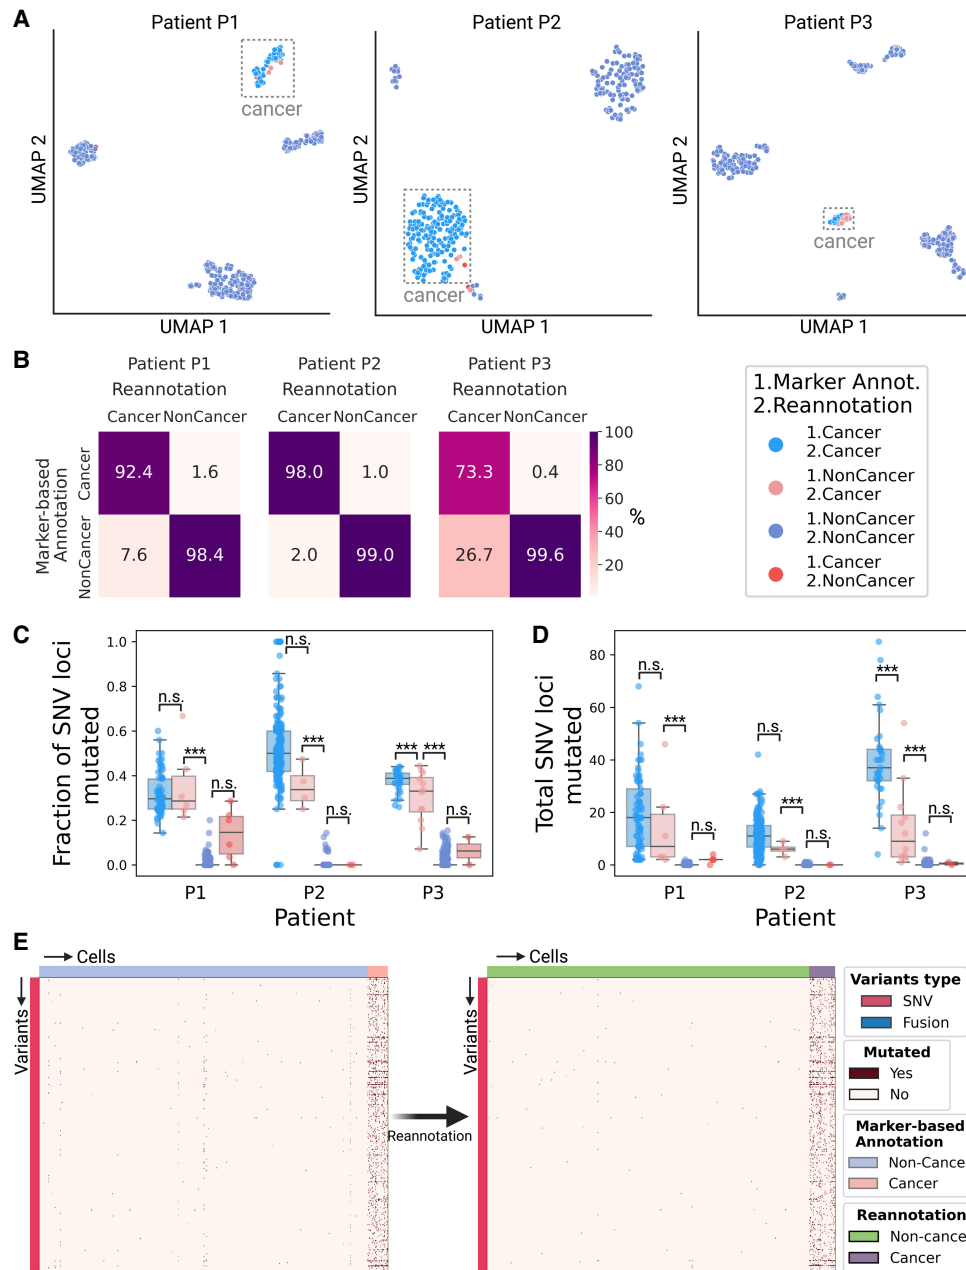 A
Patient P1
Patient P2
Patient P3
UMAP 2
UMAP 2
UMAP 2
cancer
cancer
cancer
UMAP 1
UMAP 1
UMAP 1
B
Patient P1
Patient P2
Patient P3
Reannotation
Reannotation
Reannotation
Cancer NonCancer
Cancer NonCancer
Cancer NonCancer
Marker-based
Annotation
Cancer
NonCancer
92.4 1.6
7.6 98.4
98.0 1.0
2.0 99.0
73.3 0.4
26.7 99.6
100
80
60
40
20
%
1.Marker Annot.
2.Reannotation
1.Cancer
2.Cancer
1.NonCancer
2.Cancer
1.NonCancer
2.NonCancer
1.Cancer
2.NonCancer
C
Fraction of SNV loci
mutated
1.0
0.8
0.6
0.4
0.2
0.0
n.s.
***
n.s.
n.s.
***
n.s.
***
***
n.s.
P1
P2
P3
Patient
D
Total SNV loci
mutated
80
60
40
20
0
n.s.
***
n.s.
n.s.
***
n.s.
***
***
n.s.
P1
P2
P3
Patient
E
Cells
Variants
Reannotation
Cells
Variants
Variants type
SNV
Fusion
Mutated
Yes
No
Marker-based
Annotation
Non-Cance
Cancer
Reannotation
Non-cance
Cancer